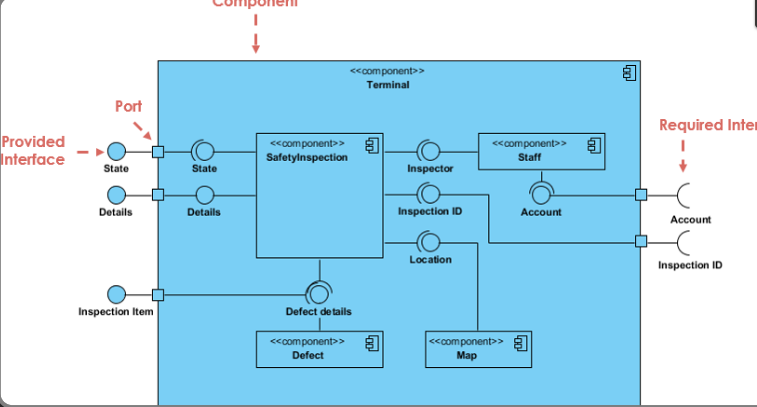 Component
<<component>>
Terminal
Port
Provided
Interface
State
Details
Inspection Item
State
Details
<<component>>
SafetyInspection
Inspector
Inspection ID
Location
<<component>>
Staff
Account
Defect details
<<component>>
Defect
<<component>>
Map
Required Inter
Account
Inspection ID